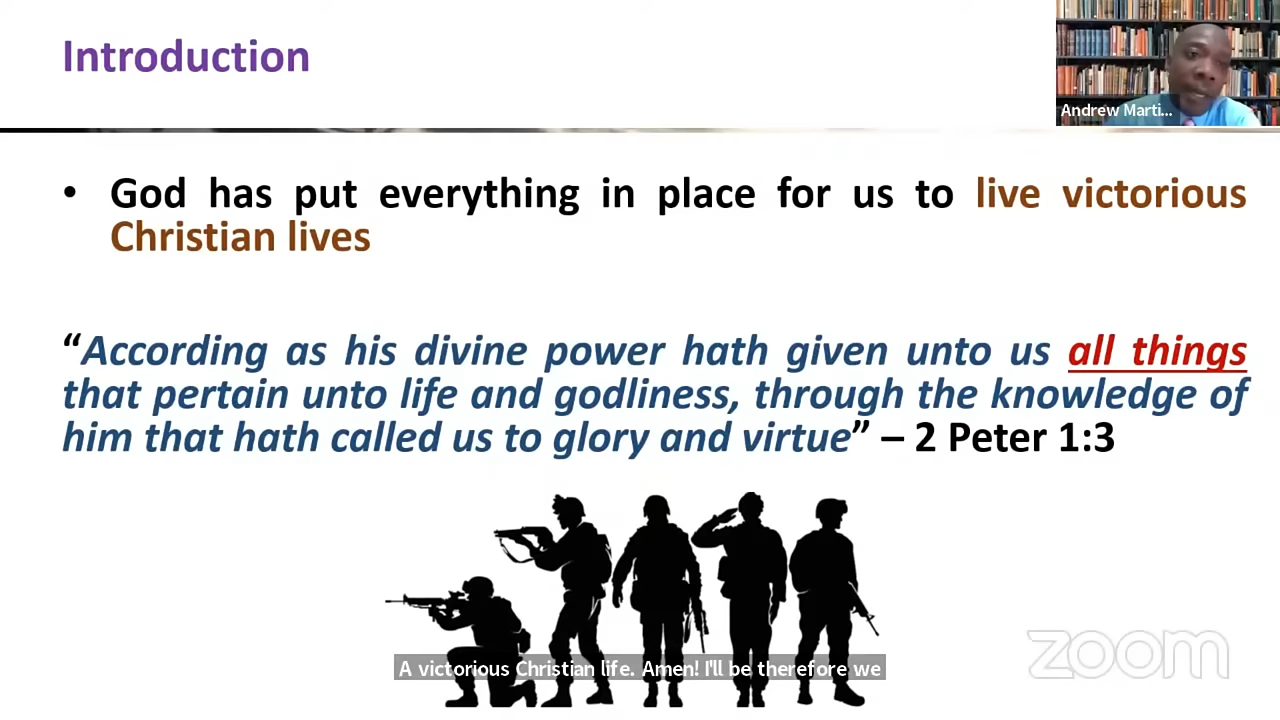 Introduction
Andrew Marti...
• God has put everything in place for us to live victorious
Christian lives
“According as his divine power hath given unto us all things
that pertain unto life and godliness, through the knowledge of
him that hath called us to glory and virtue” – 2 Peter 1:3
A victorious Christian life. Amen! I'll be therefore we
zoom